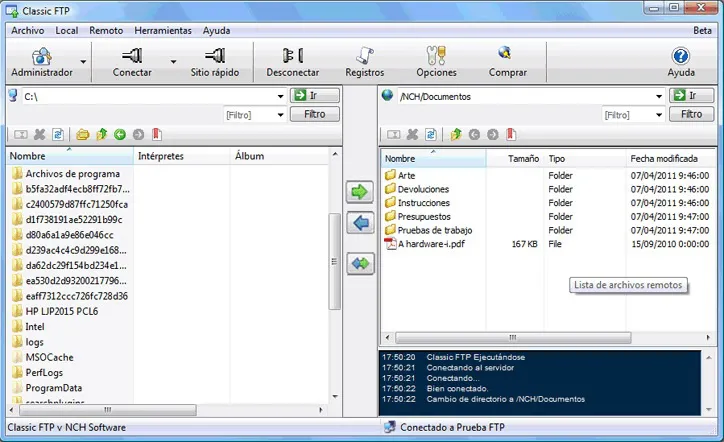 Classic FTP
Archivo Local Remoto Herramientas Ayuda Beta
Administrador Conectar Sitio rápido Desconectar Registros Opciones Comprar Ayuda
C:\ Ir
[Filtro] Filtro
/NCH/Documentos Ir
[Filtro] Filtro
Nombre Intérpretes Álbum
Archivos de programa
b5fa32adf4ecb8ff72fb7...
c2400579d87ffc71250fca
d1f738191ae52291b99c
d80a6a1a9e86e046cc
d239ac4c4c9d299e168...
da62dc29f154bd234e1...
ea530d2d93200217796...
eaff7312ccc726fc728d36
HP LJP2015 PCL6
Intel
logs
MSOCache
PerfLogs
ProgramData
searchplugins
Nombre Tamaño Tipo Fecha modificada
Arte Folder 07/04/2011 9:46:00
Devoluciones Folder 07/04/2011 9:46:00
Instrucciones Folder 07/04/2011 9:46:00
Presupuestos Folder 07/04/2011 9:47:00
Pruebas de trabajo Folder 07/04/2011 9:47:00
A hardware-i.pdf 167 KB File 15/09/2010 0:00:00
Lista de archivos remotos
17:50:20 Classic FTP Ejecutándose
17:50:21 Conectando al servidor
17:50:21 Conectando...
17:50:22 Bien conectado.
17:50:22 Cambio de directorio a /NCH/Documentos
Classic FTP v NCH Software
Conectado a Prueba FTP